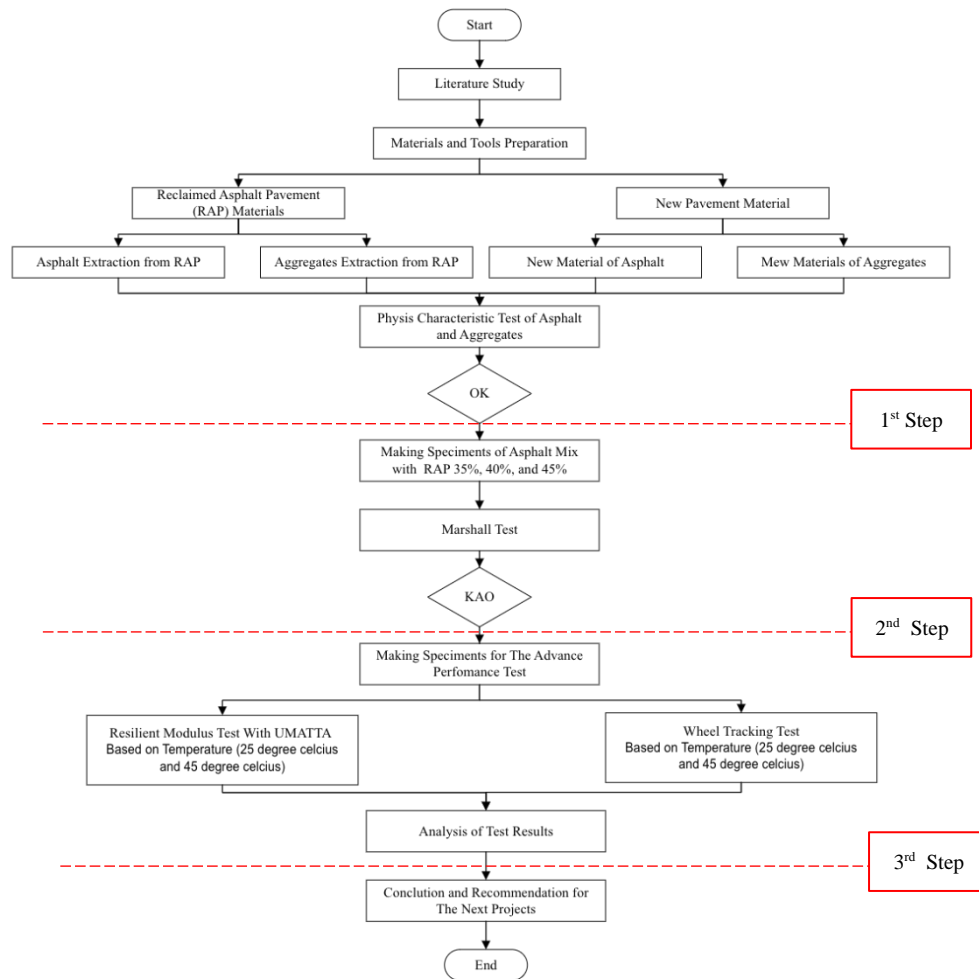 Start
Literature Study
Materials and Tools Preparation
Reclaimed Asphalt Pavement
(RAP) Materials
New Pavement Material
Asphalt Extraction from RAP
Aggregates Extraction from RAP
New Material of Asphalt
Mew Materials of Aggregates
Physis Characteristic Test of Asphalt
and Aggregates
OK
1st Step
Making Speciments of Asphalt Mix
with RAP 35%, 40%, and 45%
Marshall Test
KAO
2nd Step
Making Speciments for The Advance
Perfomance Test
Resilient Modulus Test With UMATTA
Based on Temperature (25 degree celcius
and 45 degree celcius)
Wheel Tracking Test
Based on Temperature (25 degree celcius
and 45 degree celcius)
Analysis of Test Results
3rd Step
Conclution and Recommendation for
The Next Projects
End